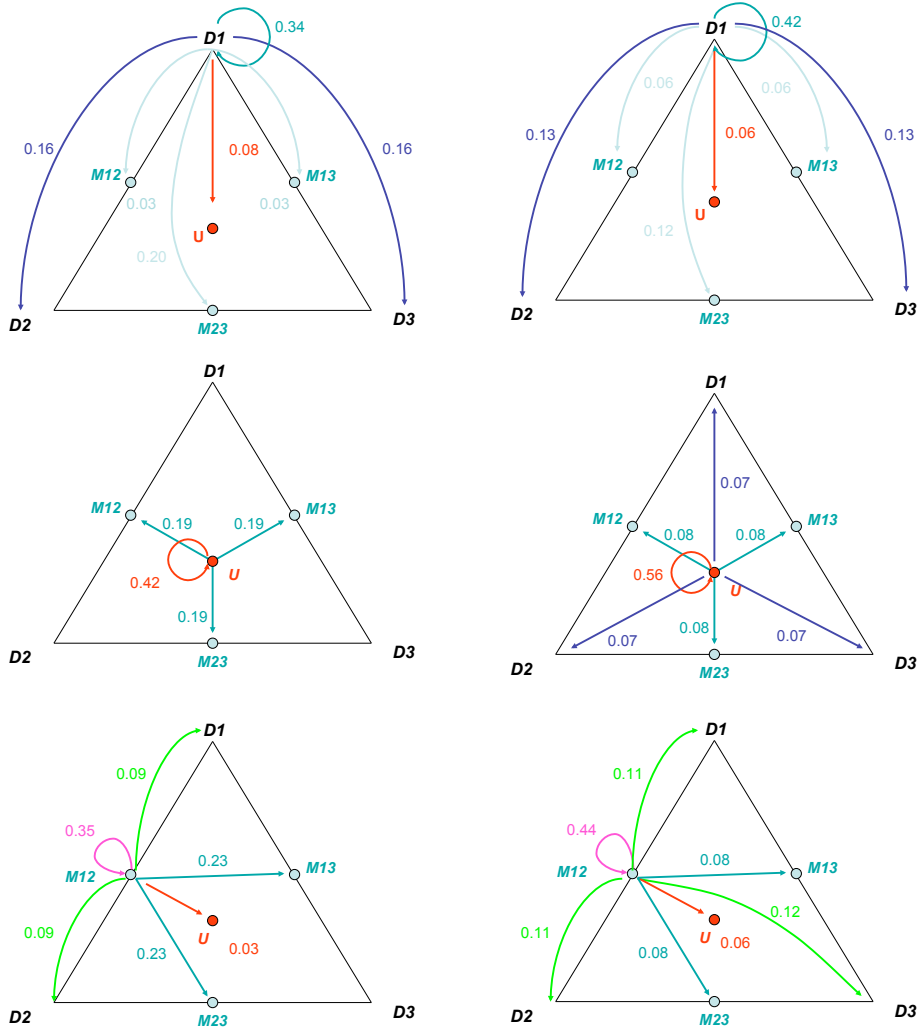 0.34
D1
0.16
0.08
0.16
M12
M13
0.03
0.03
U
0.20
D2
M23
D3
0.42
D1
0.06
0.06
0.13
0.06
0.13
M12
M13
U
0.12
D2
M23
D3
D1
M12
0.19
0.19
M13
0.42
U
0.19
D2
M23
D3
D1
0.07
M12
0.08
0.08
M13
0.56
U
0.07
0.08
0.07
D2
M23
D3
D1
0.09
0.35
0.23
M12
M13
0.09
U
0.23
0.03
D2
M23
D3
D1
0.11
0.44
0.08
M12
M13
0.12
0.11
U
0.06
0.08
D2
M23
D3